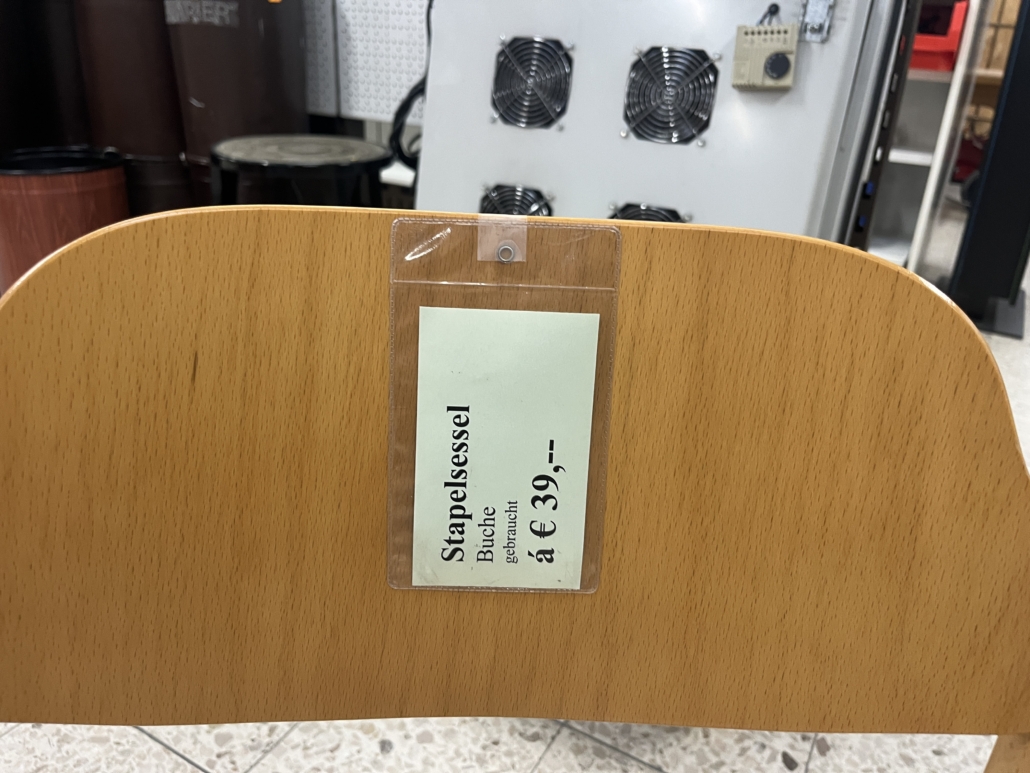 Stapelsessel
Buche
gebraucht
á € 39,--